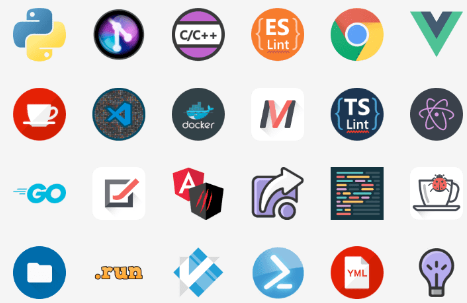 C/C++
ES
Lint
docker
TS
Lint
GO
.run
YML